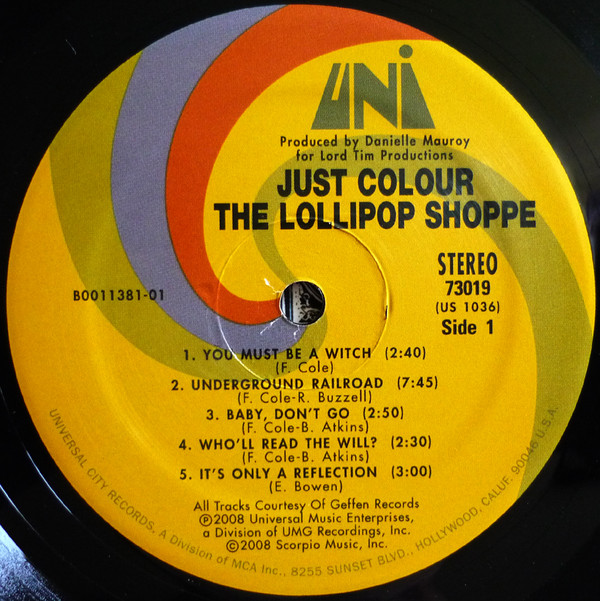 UNI
Produced by Danielle Mauroy
for Lord Tim Productions
JUST COLOUR
THE LOLLIPOP SHOPPE
STEREO
73019
(US 1036)
Side 1
B0011381-01
1. YOU MUST BE A WITCH (2:40)
(F. Cole)
2. UNDERGROUND RAILROAD (7:45)
(F. Cole-R. Buzzell)
3. BABY, DON'T GO (2:50)
(F. Cole-B. Atkins)
4. WHO'LL READ THE WILL? (2:30)
(F. Cole-B. Atkins)
5. IT'S ONLY A REFLECTION (3:00)
(E. Bowen)
All Tracks Courtesy Of Geffen Records
℗2008 Universal Music Enterprises,
a Division of UMG Recordings, Inc.
©2008 Scorpio Music, Inc.
UNIVERSAL CITY RECORDS, A Division of MCA Inc., 8255 SUNSET BLVD., HOLLYWOOD, CALIF. 90046 U.S.A.